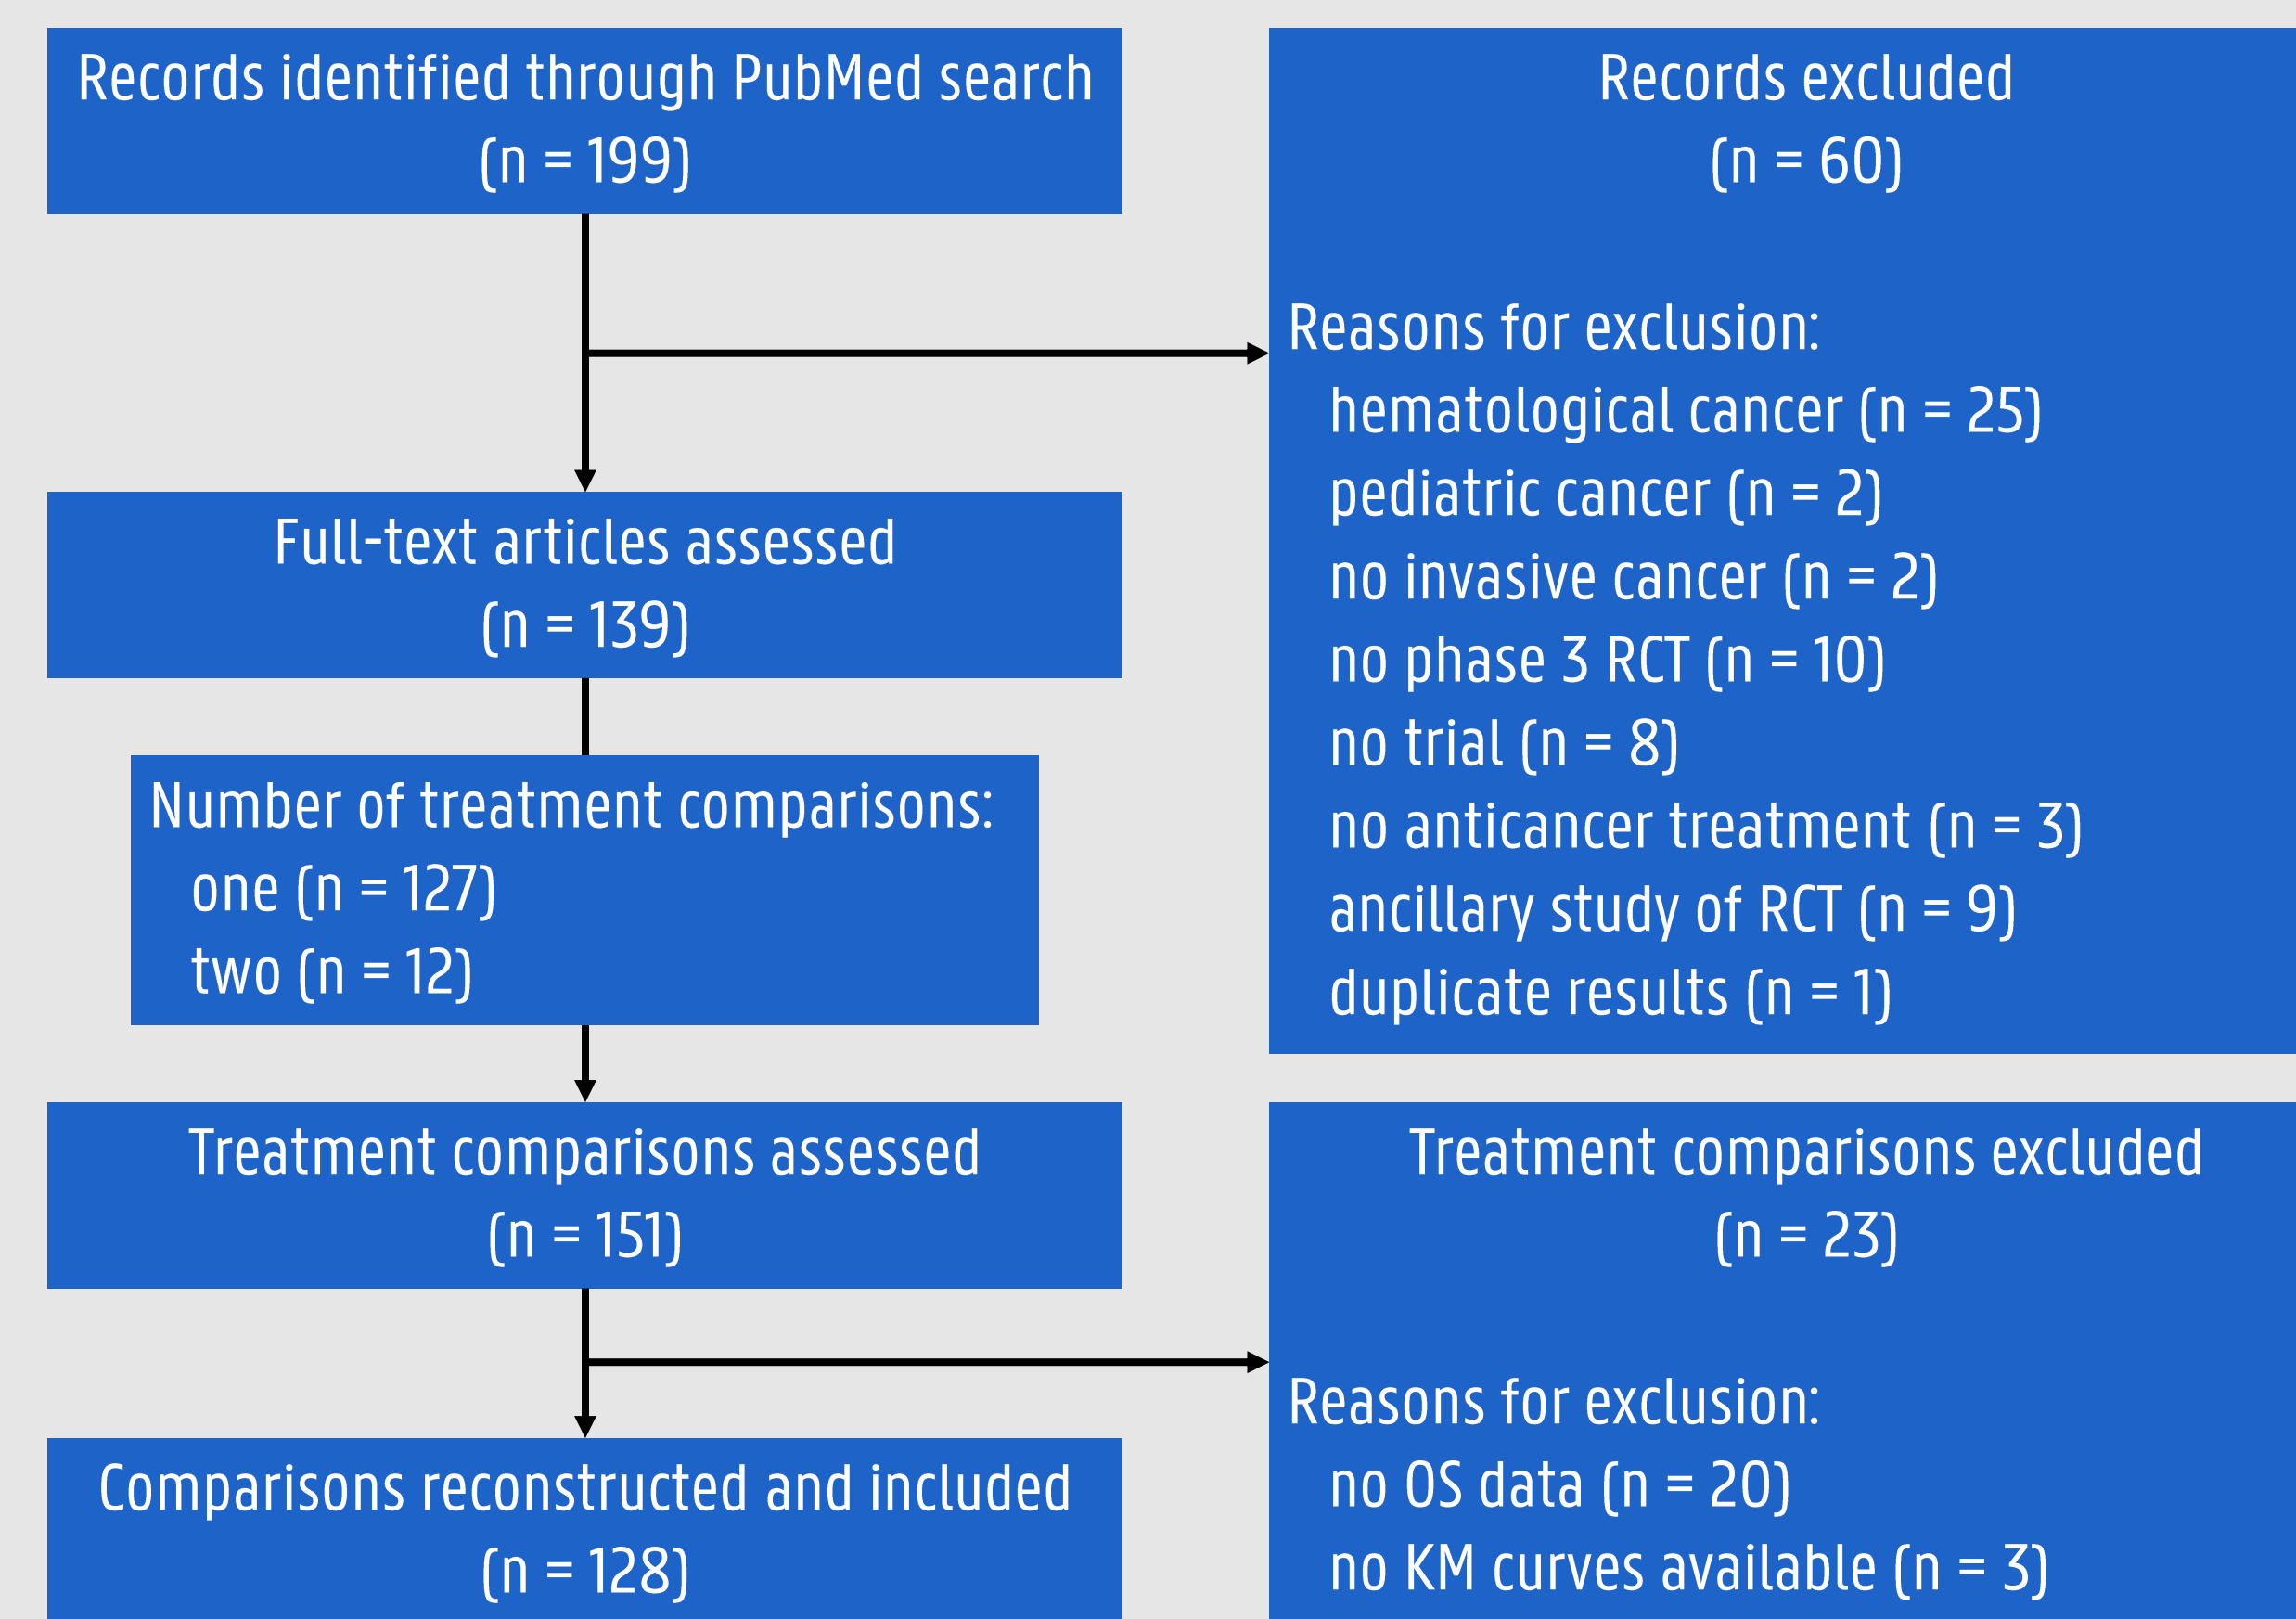 Records identified through PubMed search
(n = 199)
Records excluded
(n = 60)
Reasons for exclusion:
hematological cancer (n = 25)
pediatric cancer (n = 2)
no invasive cancer (n = 2)
no phase 3 RCT (n = 10)
no trial (n = 8)
no anticancer treatment (n = 3)
ancillary study of RCT (n = 9)
duplicate results (n = 1)
Full-text articles assessed
(n = 139)
Number of treatment comparisons:
one (n = 127)
two (n = 12)
Treatment comparisons assessed
(n = 151)
Treatment comparisons excluded
(n = 23)
Reasons for exclusion:
no OS data (n = 20)
no KM curves available (n = 3)
Comparisons reconstructed and included
(n = 128)